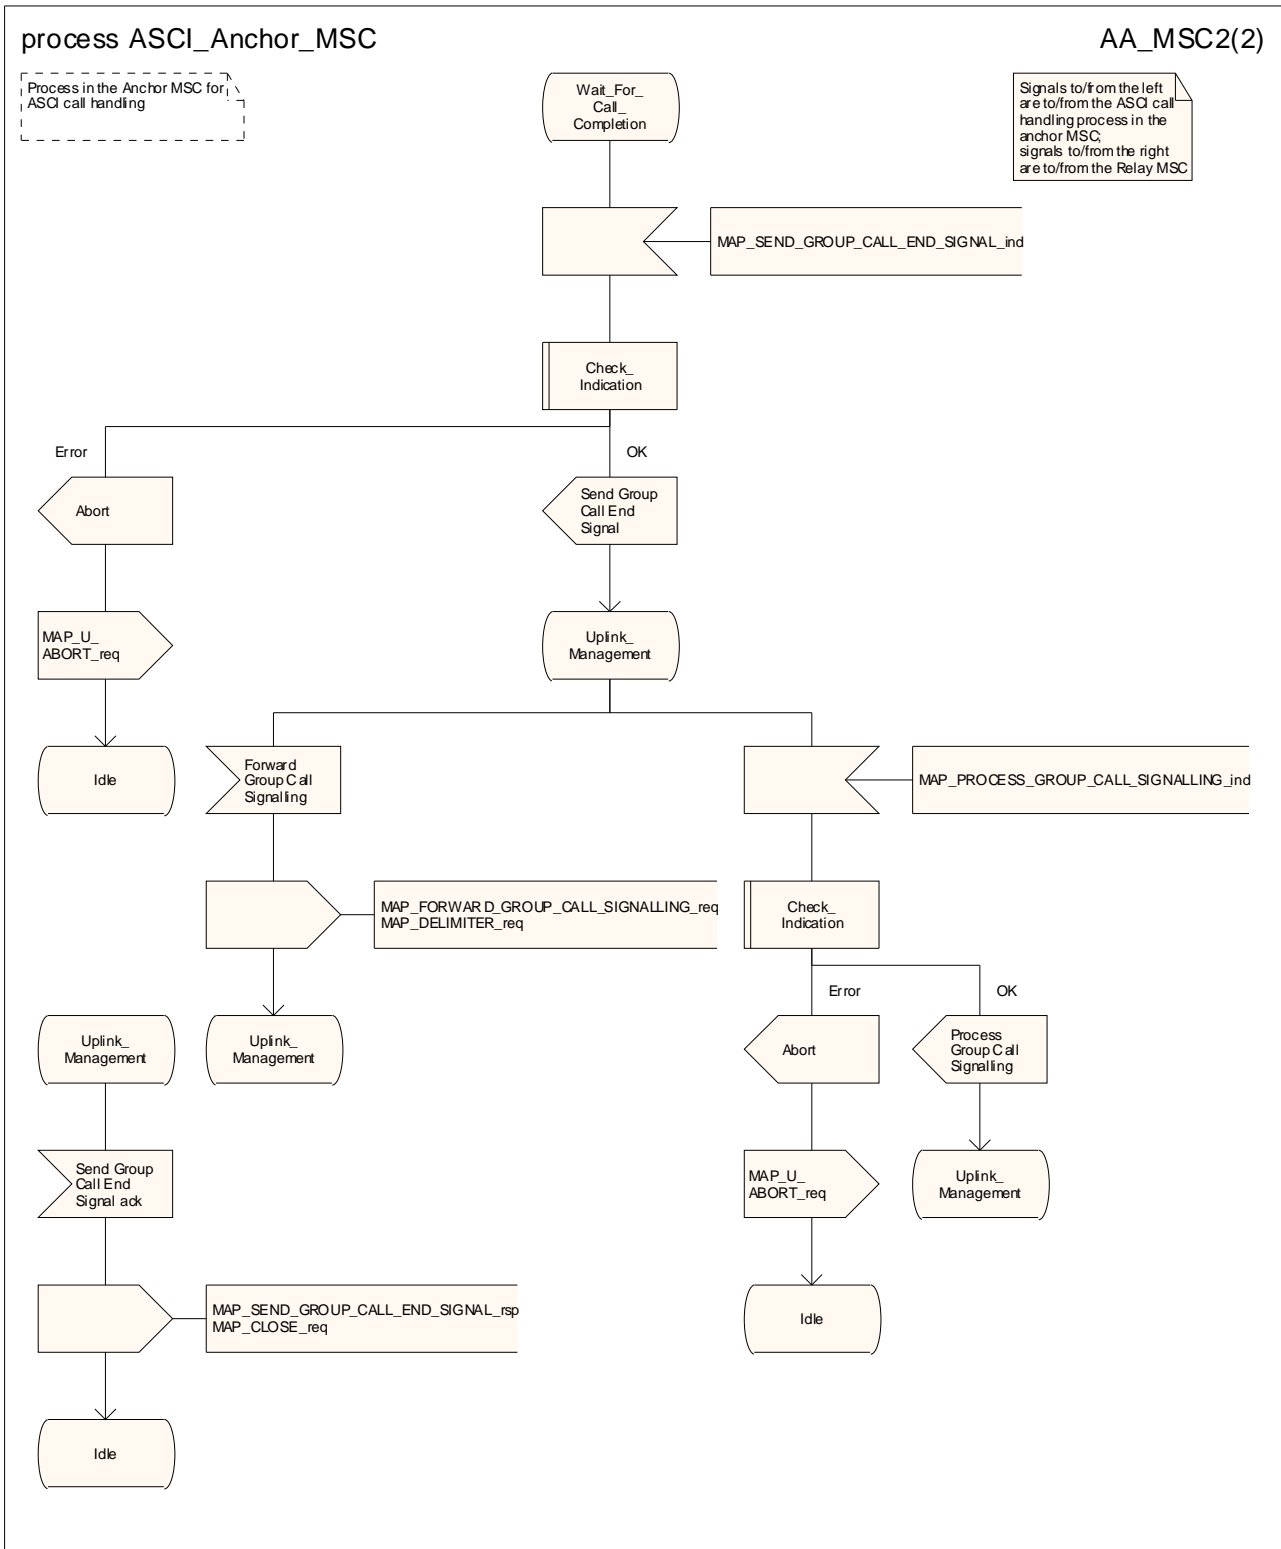 process ASCI_Anchor_MSC
AA_MSC2(2)
Process in the Anchor MSC for
ASCI call handling
Wait_For_
Call_
Completion
Signals to/from the left
are to/from the ASCI call
handling process in the
anchor MSC;
signals to/from the right
are to/from the Relay MSC
MAP_SEND_GROUP_CALL_END_SIGNAL_ind
Check_
Indication
Error
OK
Abort
Send Group
Call End
Signal
MAP_U_
ABORT_req
Uplink_
Management
Idle
Forward
Group Call
Signalling
MAP_PROCESS_GROUP_CALL_SIGNALLING_ind
MAP_FORWARD_GROUP_CALL_SIGNALLING_req
MAP_DELIMITER_req
Check_
Indication
Error
OK
Uplink_
Management
Uplink_
Management
Abort
Process
Group Call
Signalling
Send Group
Call End
Signal ack
MAP_U_
ABORT_req
Uplink_
Management
MAP_SEND_GROUP_CALL_END_SIGNAL_rsp
MAP_CLOSE_req
Idle
Idle